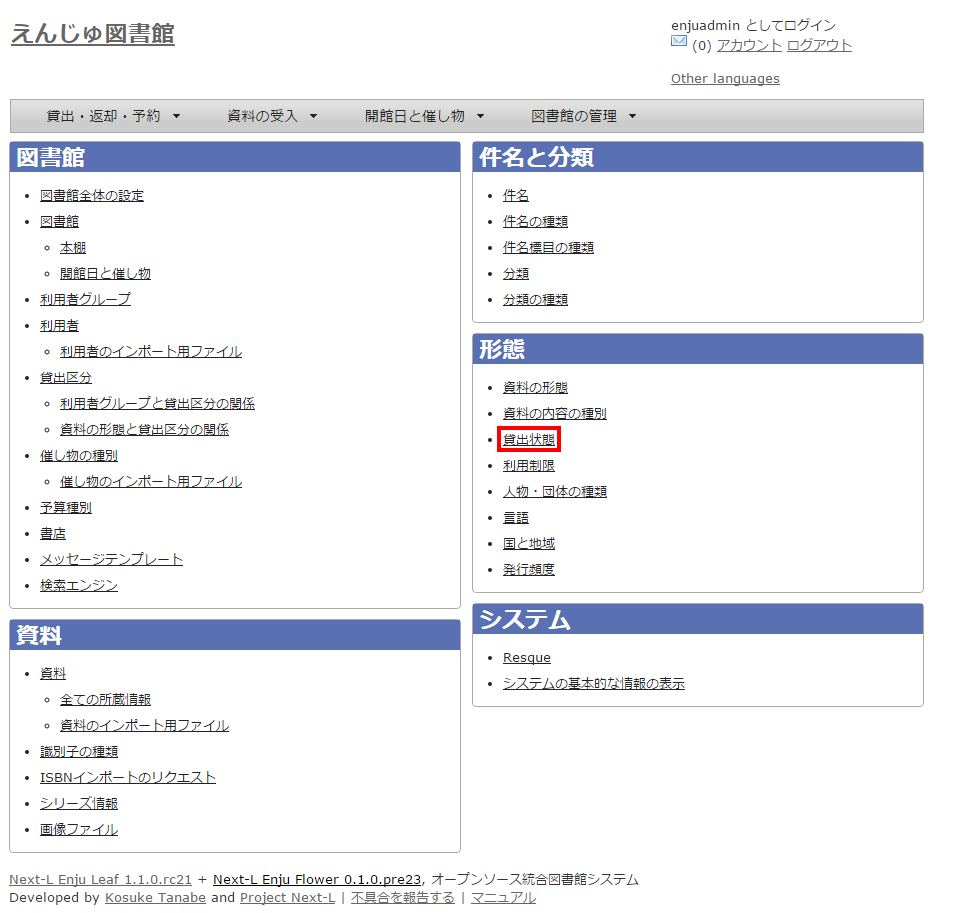 えんじゅ図書館
enjuadmin としてログイン
(0) アカウント ログアウト
Other languages
貸出・返却・予約 ▼ 資料の受入 ▼ 開館日と催し物 ▼ 図書館の管理 ▼
図書館
・図書館全体の設定
・図書館
◦本棚
◦開館日と催し物
・利用者グループ
・利用者
◦利用者のインポート用ファイル
・貸出区分
◦利用者グループと貸出区分の関係
◦資料の形態と貸出区分の関係
・催し物の種別
◦催し物のインポート用ファイル
・予算種別
・書店
・メッセージテンプレート
・検索エンジン
資料
・資料
◦全ての所蔵情報
◦資料のインポート用ファイル
・識別子の種類
・ISBNインポートのリクエスト
・シリーズ情報
・画像ファイル
件名と分類
・件名
・件名の種類
・件名標目の種類
・分類
・分類の種類
形態
・資料の形態
・資料の内容の種別
・貸出状態
・利用制限
・人物・団体の種類
・言語
・国と地域
・発行頻度
システム
・Resque
・システムの基本的な情報の表示
Next-L Enju Leaf 1.1.0.rc21 + Next-L Enju Flower 0.1.0.pre23, オープンソース統合図書館システム
Developed by Kosuke Tanabe and Project Next-L | 不具合を報告する | マニュアル